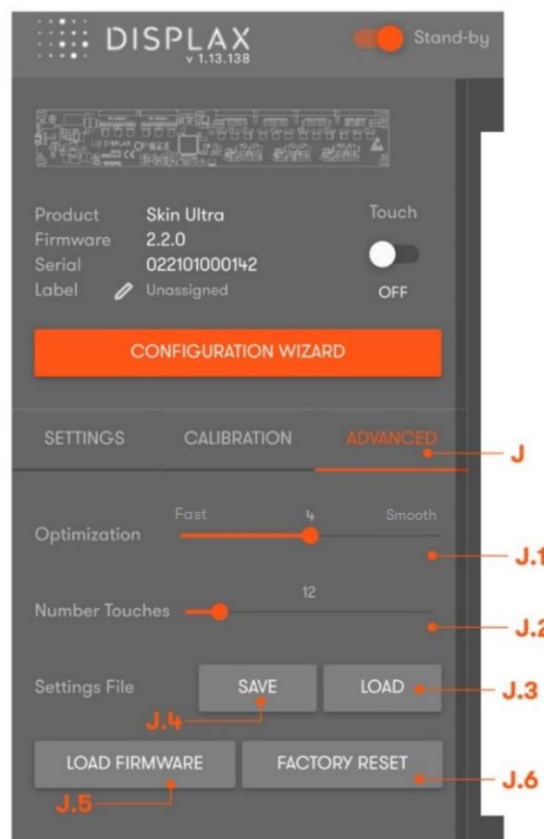 DISPLAX
v 1.13.138
Stand-by
Product Skin Ultra
Firmware 2.2.0
Serial 022101000142
Label Unassigned
Touch
OFF
CONFIGURATION WIZARD
SETTINGS CALIBRATION ADVANCED
J
Fast 4 Smooth
Optimization
J.1
12
Number Touches
J.2
Settings File SAVE LOAD
J.3
J.4
LOAD FIRMWARE FACTORY RESET
J.5
J.6